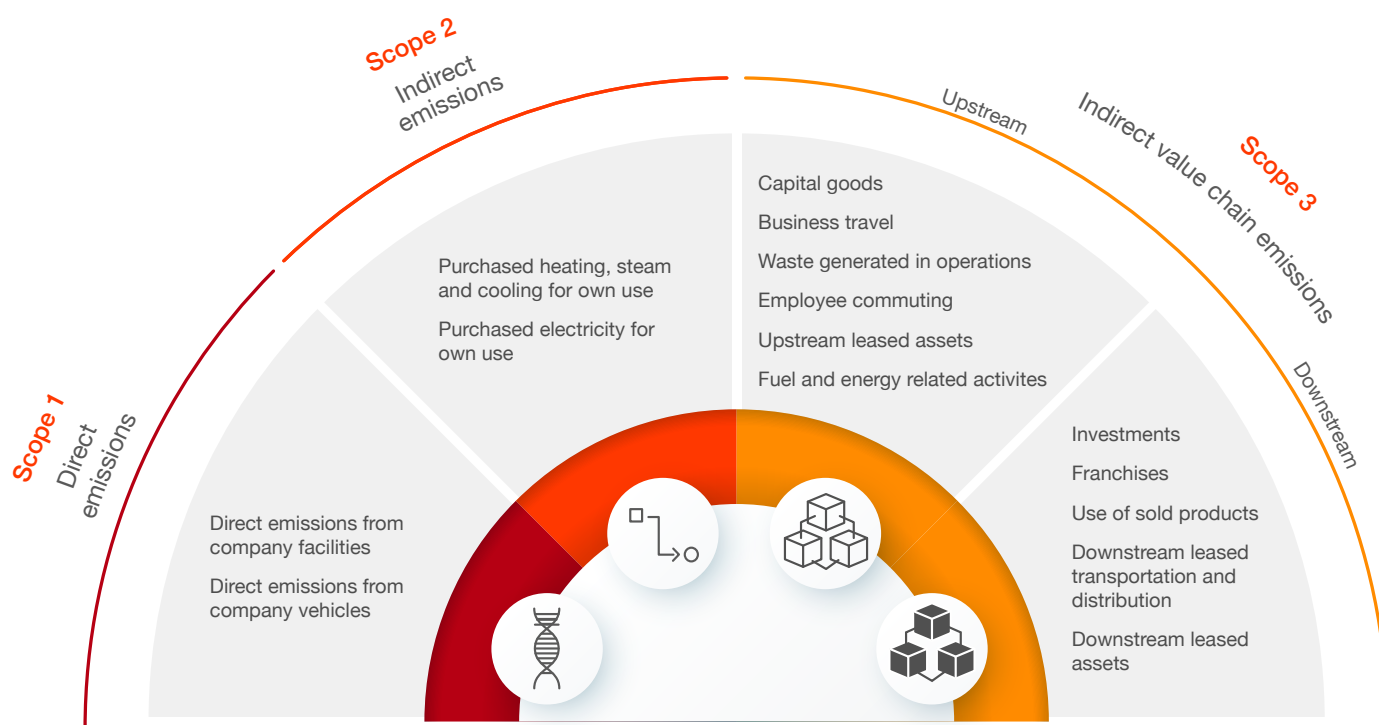 Scope 1
Direct
emissions
Direct emissions from
company facilities
Direct emissions from
company vehicles
Scope 2
Indirect
emissions
Purchased heating, steam
and cooling for own use
Purchased electricity for
own use
Scope 3
Indirect value chain emissions
Upstream
Capital goods
Business travel
Waste generated in operations
Employee commuting
Upstream leased assets
Fuel and energy related activites
Downstream
Investments
Franchises
Use of sold products
Downstream leased
transportation and
distribution
Downstream leased
assets